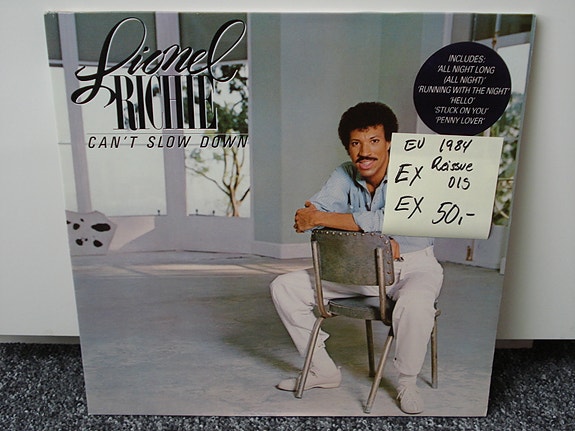 Lionel
RICHIE
CAN'T SLOW DOWN
INCLUDES:
'ALL NIGHT LONG
(ALL NIGHT)'
'RUNNING WITH THE NIGHT'
'HELLO'
'STUCK ON YOU'
'PENNY LOVER'
EU 1984
EX Reissue
OIS
EX 50,-